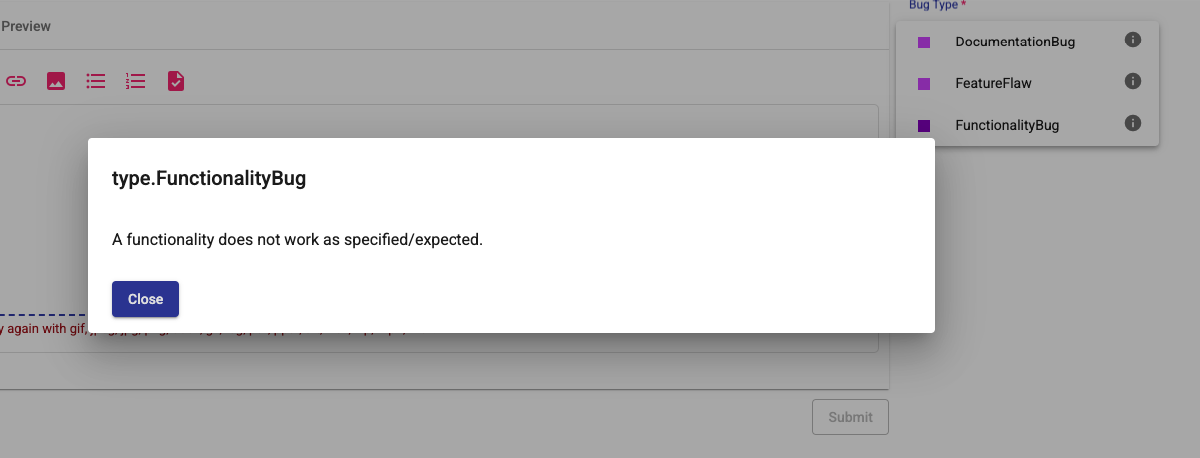 Preview
Bug Type *
DocumentationBug
FeatureFlaw
FunctionalityBug
type.FunctionalityBug
A functionality does not work as specified/expected.
Close
y again with gif,
Submit